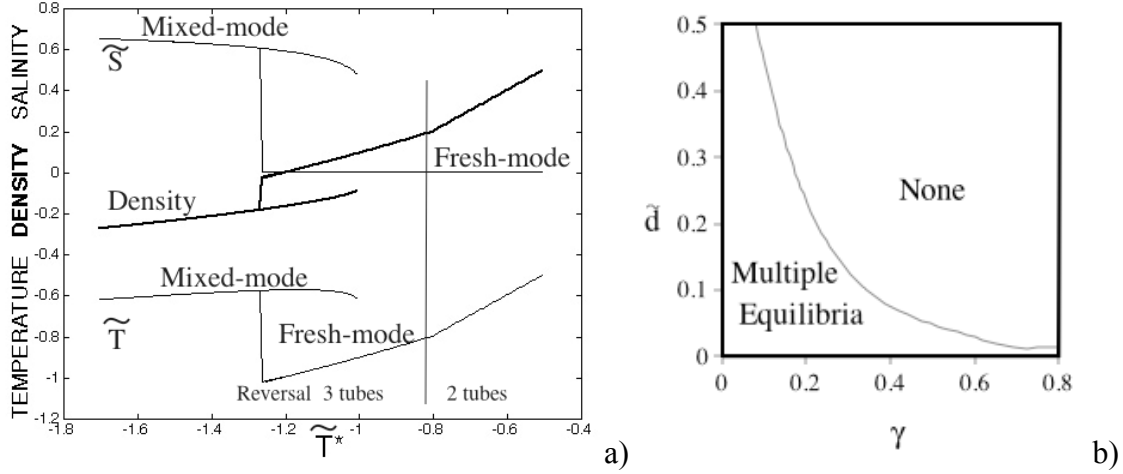 TEMPERATURE DENSITY SALINITY
0.8
0.6
0.4
0.2
0
-0.2
-0.4
-0.6
-0.8
-1
-1.2
Mixed-mode
S̃
Fresh-mode
Density
Mixed-mode
T̃
Fresh-mode
Reversal 3 tubes 2 tubes
-1.8 -1.6 -1.4 -1.2 -1 -0.8 -0.6 -0.4
T̃*
a)
0.5
0.4
0.3
0.2
0.1
0
d̃
None
Multiple
Equilibria
0 0.2 0.4 0.6 0.8
γ
b)